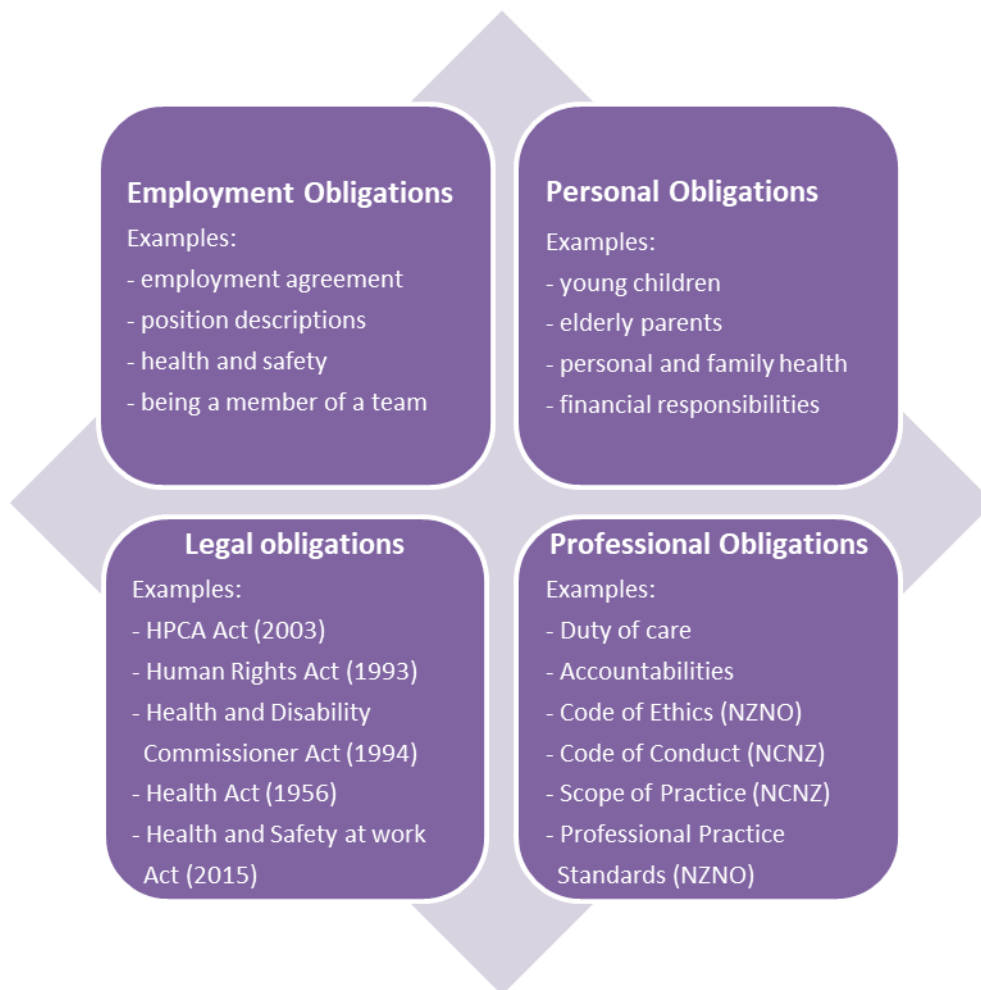 Employment Obligations
Examples:
- employment agreement
- position descriptions
- health and safety
- being a member of a team
Personal Obligations
Examples:
- young children
- elderly parents
- personal and family health
- financial responsibilities
Legal obligations
Examples:
- HPCA Act (2003)
- Human Rights Act (1993)
- Health and Disability
Commissioner Act (1994)
- Health Act (1956)
- Health and Safety at work
Act (2015)
Professional Obligations
Examples:
- Duty of care
- Accountabilities
- Code of Ethics (NZNO)
- Code of Conduct (NCNZ)
- Scope of Practice (NCNZ)
- Professional Practice
Standards (NZNO)